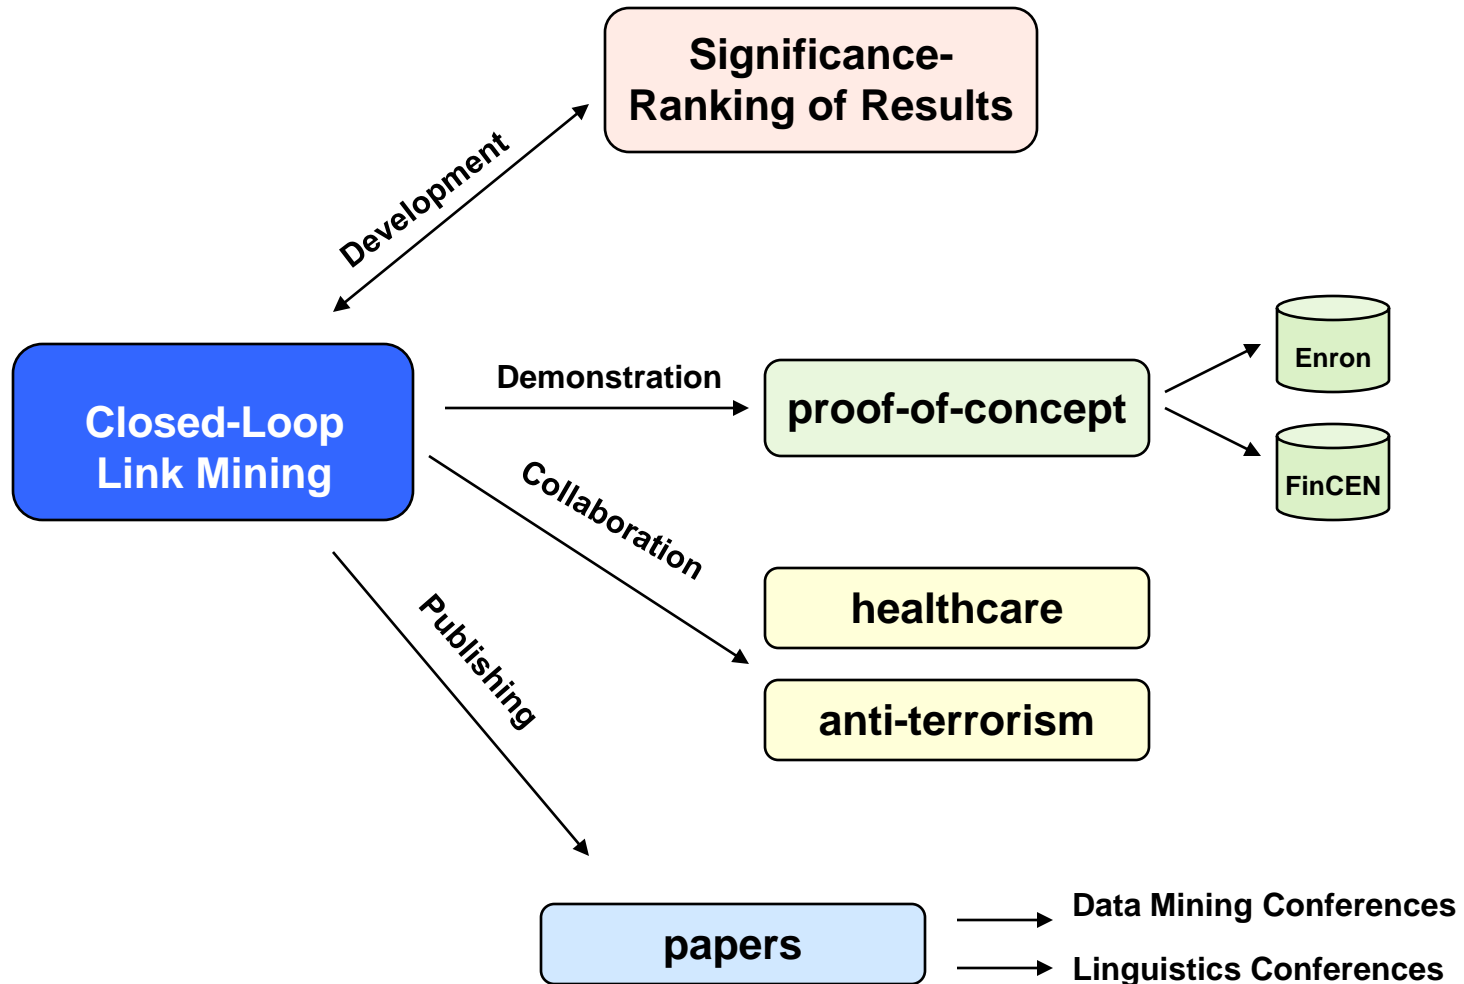 Significance-
Ranking of Results
Development
Closed-Loop
Link Mining
Demonstration
proof-of-concept
Enron
FinCEN
Collaboration
healthcare
anti-terrorism
Publishing
papers
Data Mining Conferences
Linguistics Conferences